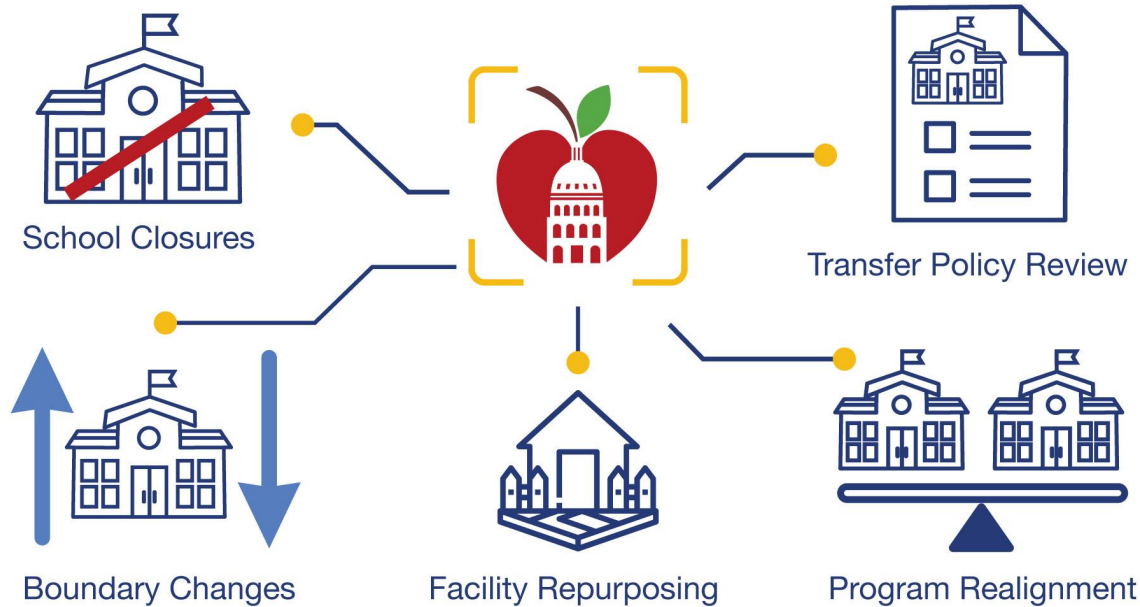 School Closures
Transfer Policy Review
Boundary Changes
Facility Repurposing
Program Realignment